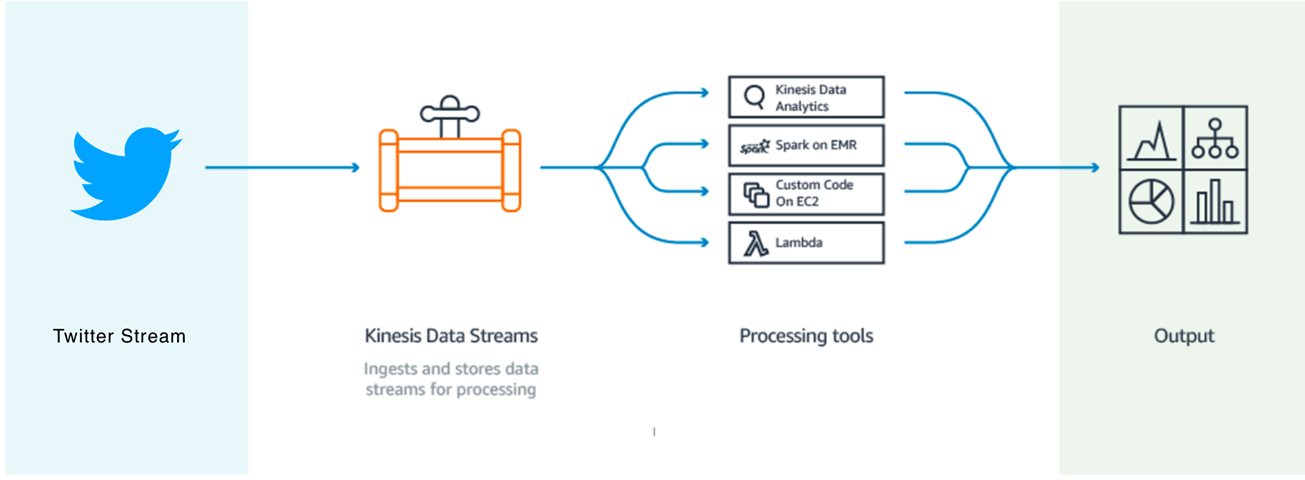 Kinesis Data
Analytics
Spark
Spark on EMR
Custom Code
On EC2
Lambda
Twitter Stream
Kinesis Data Streams
Ingests and stores data
streams for processing
Processing tools
Output